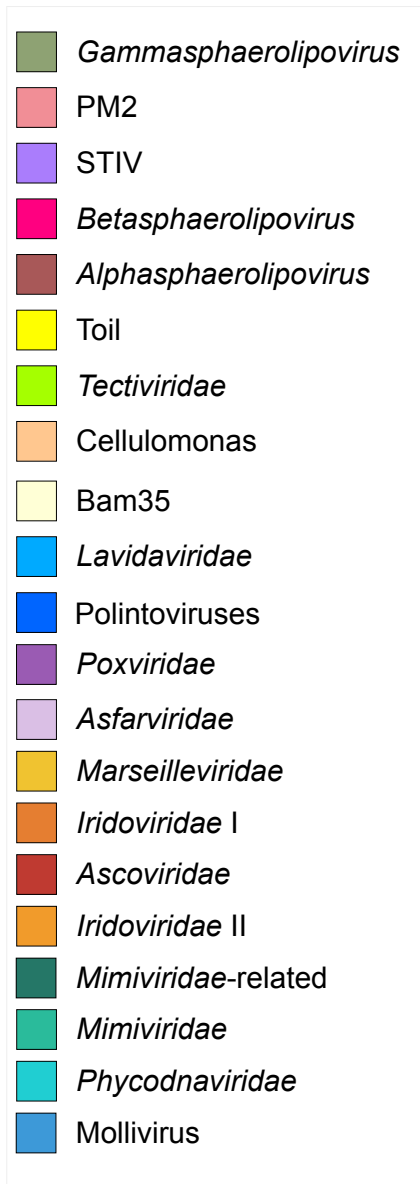 Gammasphaerolipovirus
PM2
STIV
Betasphaerolipovirus
Alphasphaerolipovirus
Toil
Tectiviridae
Cellulomonas
Bam35
Lavidaviridae
Polintoviruses
Poxviridae
Asfarviridae
Marseilleviridae
Iridoviridae I
Ascoviridae
Iridoviridae II
Mimiviridae-related
Mimiviridae
Phycodnaviridae
Mollivirus